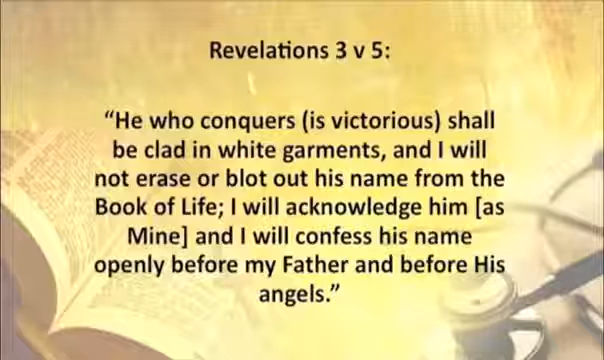 Revelations 3 v 5:
“He who conquers (is victorious) shall
be clad in white garments, and I will
not erase or blot out his name from the
Book of Life; I will acknowledge him [as
Mine] and I will confess his name
openly before my Father and before His
angels.”